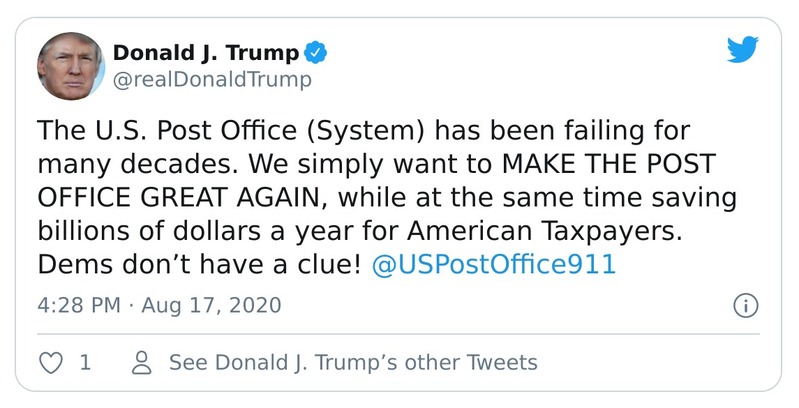 Donald J. Trump
@realDonaldTrump
The U.S. Post Office (System) has been failing for
many decades. We simply want to MAKE THE POST
OFFICE GREAT AGAIN, while at the same time saving
billions of dollars a year for American Taxpayers.
Dems don’t have a clue! @USPostOffice911
4:28 PM · Aug 17, 2020
1 See Donald J. Trump’s other Tweets